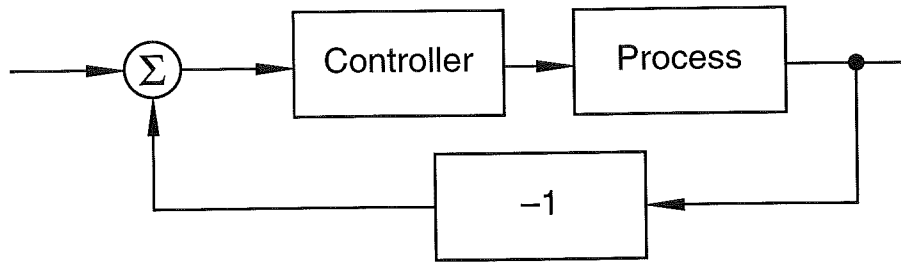 Σ
Controller
Process
−1